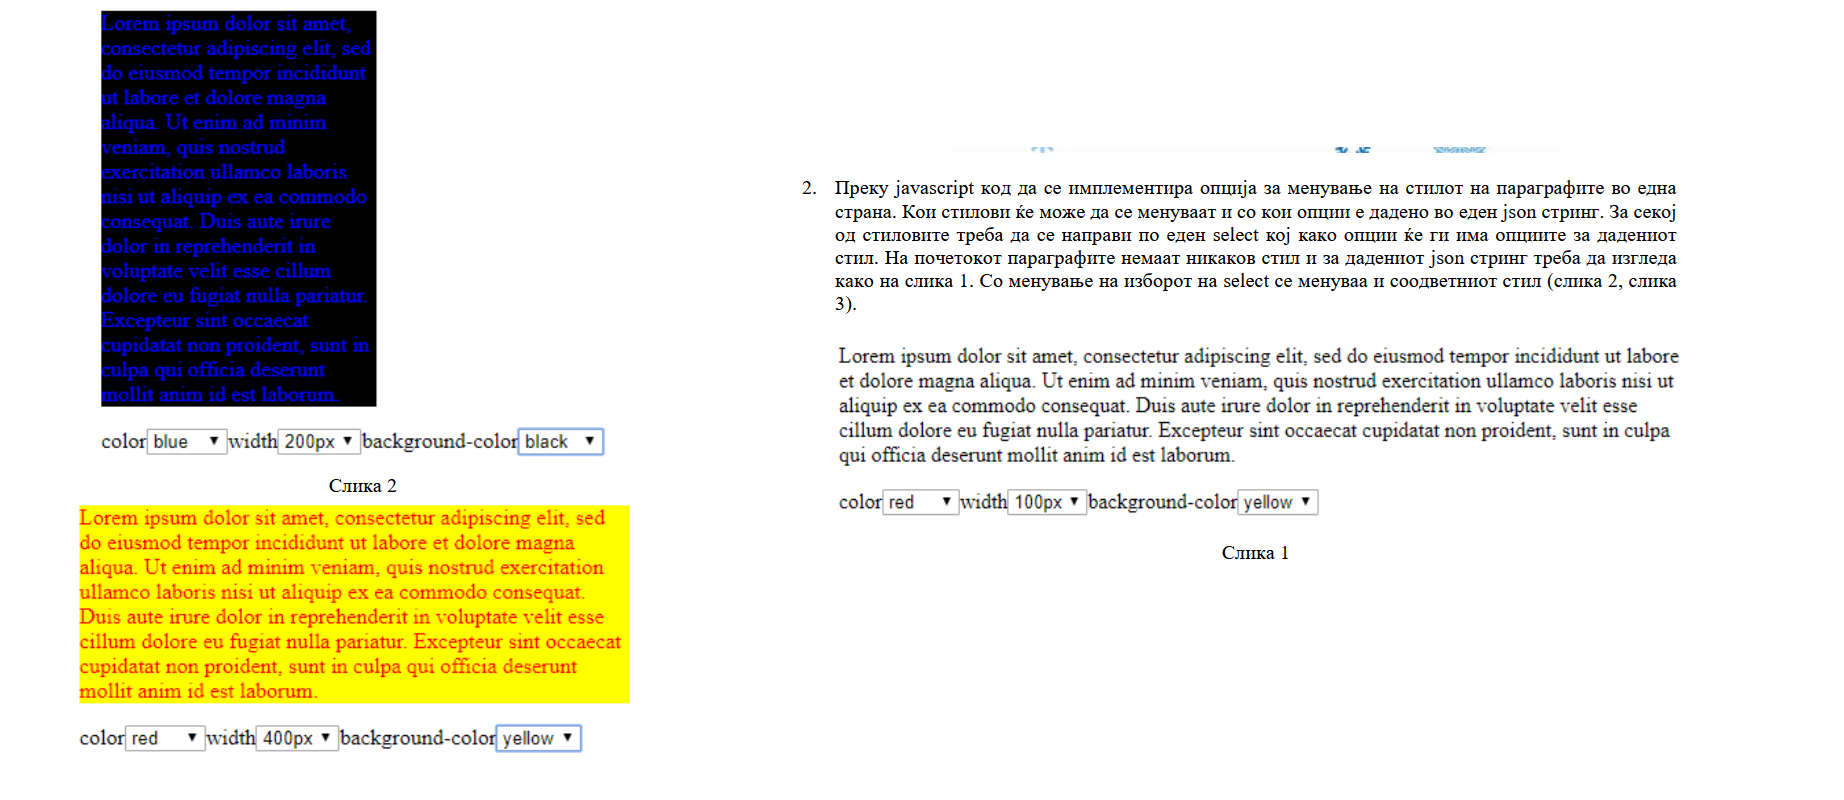 Lorem ipsum dolor sit amet,
consectetur adipiscing elit, sed
do eiusmod tempor incididunt
ut labore et dolore magna
aliqua. Ut enim ad minim
veniam, quis nostrud
exercitation ullamco laboris
nisi ut aliquip ex ea commodo
consequat. Duis aute irure
dolor in reprehenderit in
voluptate velit esse cillum
dolore eu fugiat nulla pariatur.
Excepteur sint occaecat
cupidatat non proident, sunt in
culpa qui officia deserunt
mollit anim id est laborum.
color blue width 200px background-color black
Слика 2
Lorem ipsum dolor sit amet, consectetur adipiscing elit, sed
do eiusmod tempor incididunt ut labore et dolore magna
aliqua. Ut enim ad minim veniam, quis nostrud exercitation
ullamco laboris nisi ut aliquip ex ea commodo consequat.
Duis aute irure dolor in reprehenderit in voluptate velit esse
cillum dolore eu fugiat nulla pariatur. Excepteur sint occaecat
cupidatat non proident, sunt in culpa qui officia deserunt
mollit anim id est laborum.
color red width 400px background-color yellow
2. Преку javascript код да се имплементира опција за менување на стилот на параграфите во една
страна. Кои стилови ќе може да се менуваат и со кои опции е дадено во еден json стринг. За секој
од стиловите треба да се направи по еден select кој како опции ќе ги има опциите за дадениот
стил. На почетокот параграфите немаат никаков стил и за дадениот json стринг треба да изгледа
како на слика 1. Со менување на изборот на select се менуваа и соодветниот стил (слика 2, слика
3).
Lorem ipsum dolor sit amet, consectetur adipiscing elit, sed do eiusmod tempor incididunt ut labore
et dolore magna aliqua. Ut enim ad minim veniam, quis nostrud exercitation ullamco laboris nisi ut
aliquip ex ea commodo consequat. Duis aute irure dolor in reprehenderit in voluptate velit esse
cillum dolore eu fugiat nulla pariatur. Excepteur sint occaecat cupidatat non proident, sunt in culpa
qui officia deserunt mollit anim id est laborum.
color red width 100px background-color yellow
Слика 1